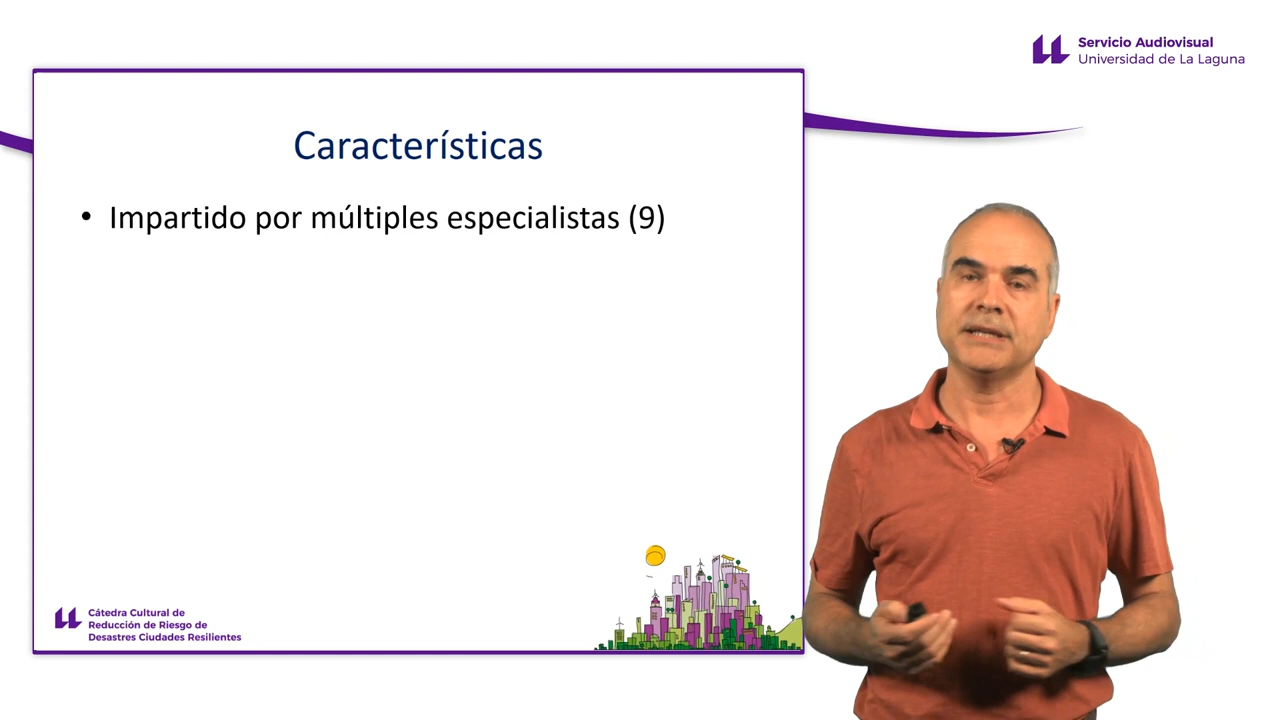 Servicio Audiovisual
Universidad de La Laguna
Características
• Impartido por múltiples especialistas (9)
Cátedra Cultural de
Reducción de Riesgo de
Desastres Ciudades Resilientes